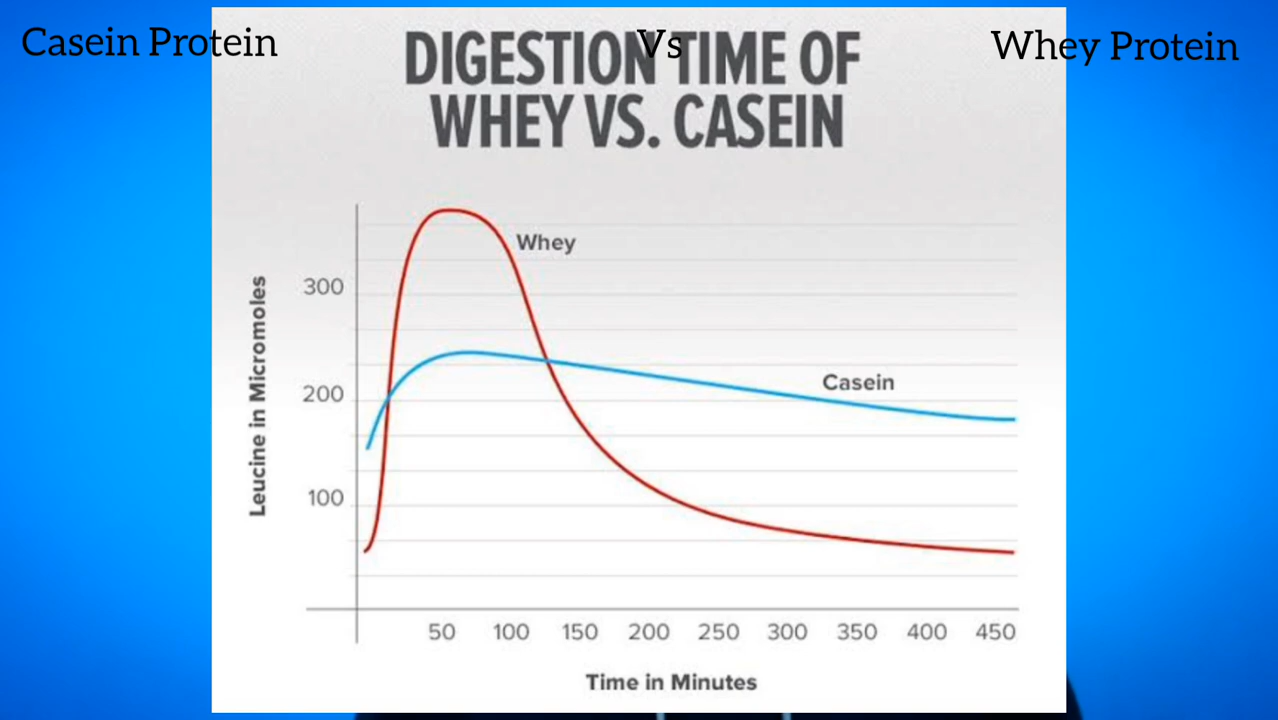 Casein Protein
Vs
Whey Protein
DIGESTION TIME OF
WHEY VS. CASEIN
Whey
Casein
Leucine in Micromoles
300
200
100
50 100 150 200 250 300 350 400 450
Time in Minutes